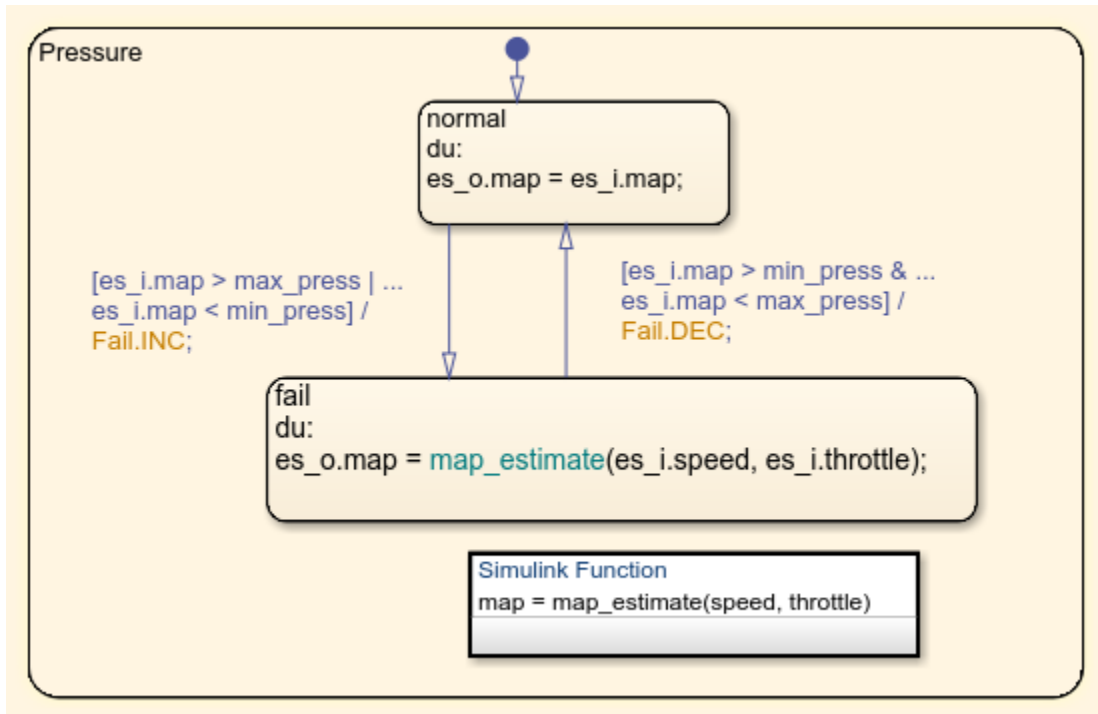 Pressure
normal
du:
es_o.map = es_i.map;
[es_i.map > max_press | ...
es_i.map < min_press] /
Fail.INC;
[es_i.map > min_press & ...
es_i.map < max_press] /
Fail.DEC;
fail
du:
es_o.map = map_estimate(es_i.speed, es_i.throttle);
Simulink Function
map = map_estimate(speed, throttle)